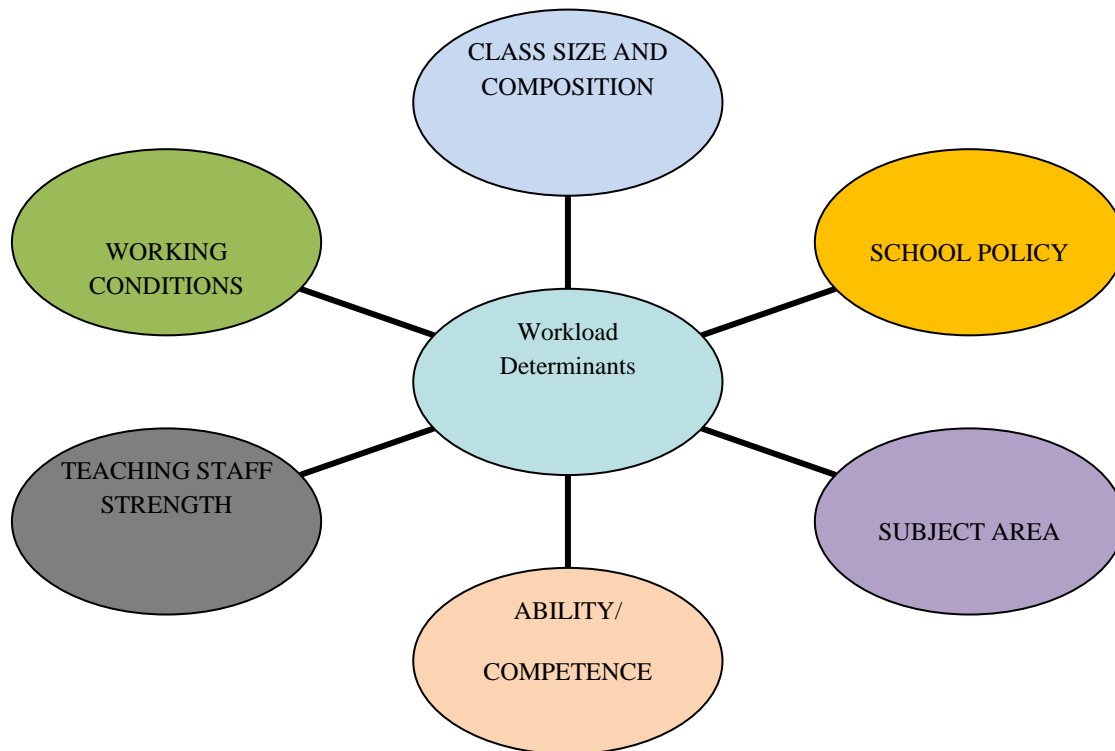 CLASS SIZE AND
COMPOSITION
WORKING
CONDITIONS
SCHOOL POLICY
Workload
Determinants
TEACHING STAFF
STRENGTH
SUBJECT AREA
ABILITY/
COMPETENCE